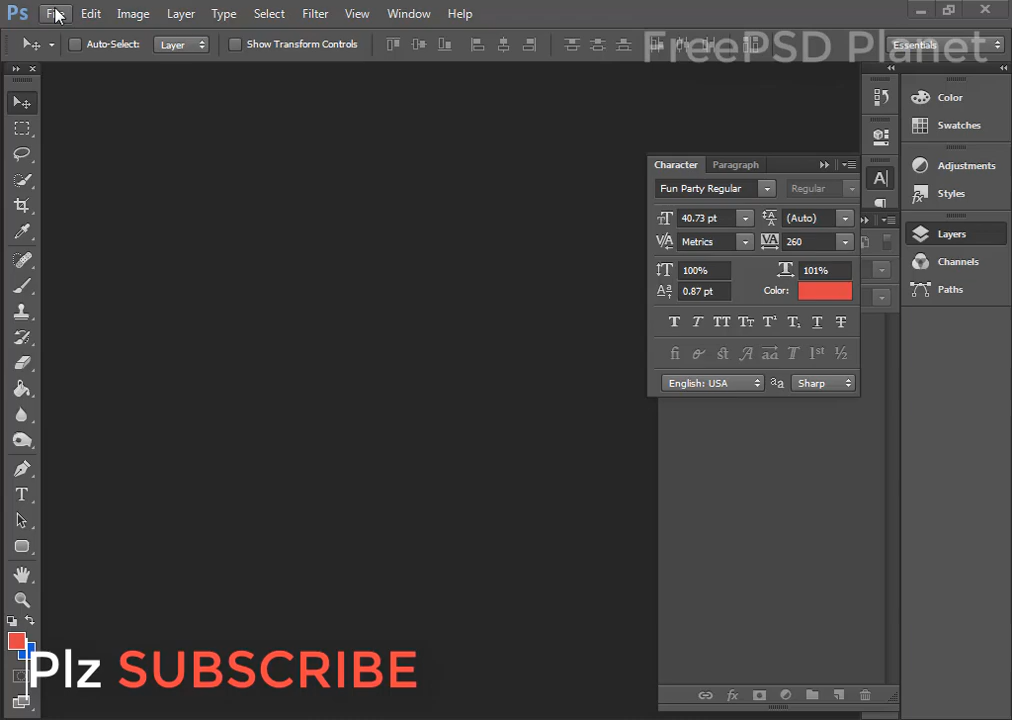 Ps File Edit Image Layer Type Select Filter View Window Help
Auto-Select: Layer Show Transform Controls Essentials
FreePSD Planet
Color
Swatches
Adjustments
Styles
Layers
Channels
Paths
Character Paragraph
Fun Party Regular Regular
40.73 pt (Auto)
Metrics 260
100% 101%
0.87 pt Color:
T T TT TT T¹ T₁ T T
fi st A aa T 1st ½
English: USA aa Sharp
Plz SUBSCRIBE